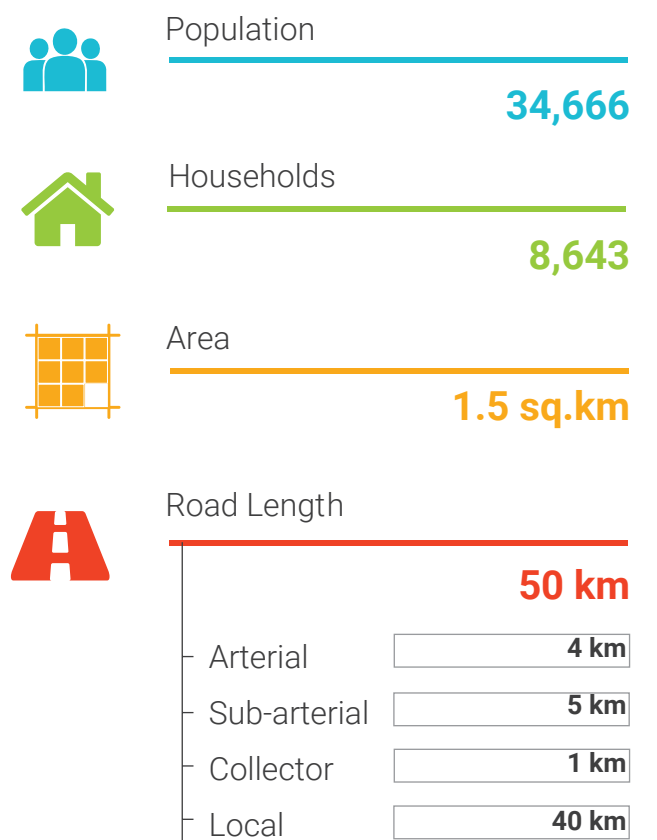 Population
34,666
Households
8,643
Area
1.5 sq.km
Road Length
50 km
Arterial 4 km
Sub-arterial 5 km
Collector 1 km
Local 40 km